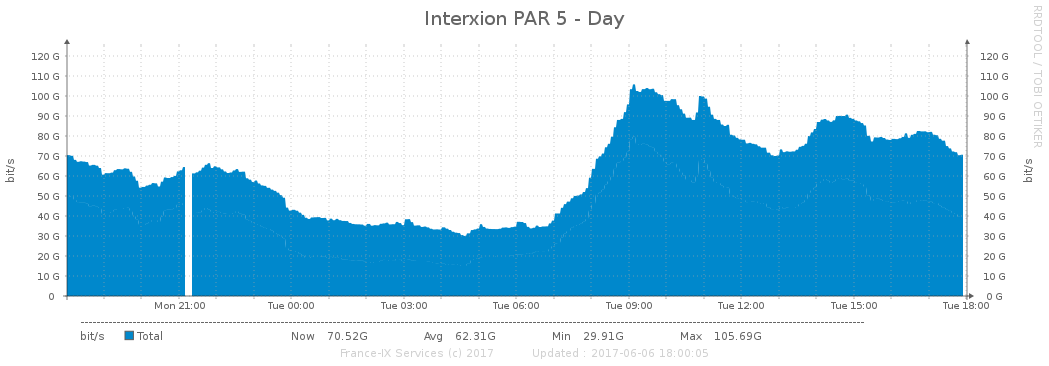 Interxion PAR 5 - Day
RRDTOOL / TOBI OETIKER
bit/s
120 G 120 G
110 G 110 G
100 G 100 G
90 G 90 G
80 G 80 G
70 G 70 G
60 G 60 G
50 G 50 G
40 G 40 G
30 G 30 G
20 G 20 G
10 G 10 G
0 0 G
bit/s
Mon 21:00 Tue 00:00 Tue 03:00 Tue 06:00 Tue 09:00 Tue 12:00 Tue 15:00 Tue 18:00
bit/s Total Now 70.52G Avg 62.31G Min 29.91G Max 105.69G
France-IX Services (c) 2017 Updated : 2017-06-06 18:00:05